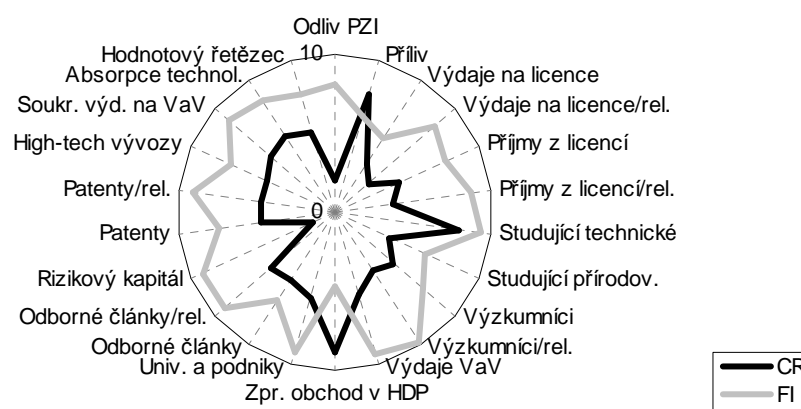 Odliv PZI
Hodnotový řetězec
10
Příliv
Absorpce technol.
Výdaje na licence
Soukr. výd. na VaV
Výdaje na licence/rel.
High-tech vývozy
Příjmy z licencí
Patenty/rel.
Příjmy z licencí/rel.
0
Patenty
Studující technické
Rizikový kapitál
Studující přírodov.
Odborné články/rel.
Výzkumníci
Odborné články
Výzkumníci/rel.
Univ. a podniky
Výdaje VaV
Zpr. obchod v HDP
CR
FI